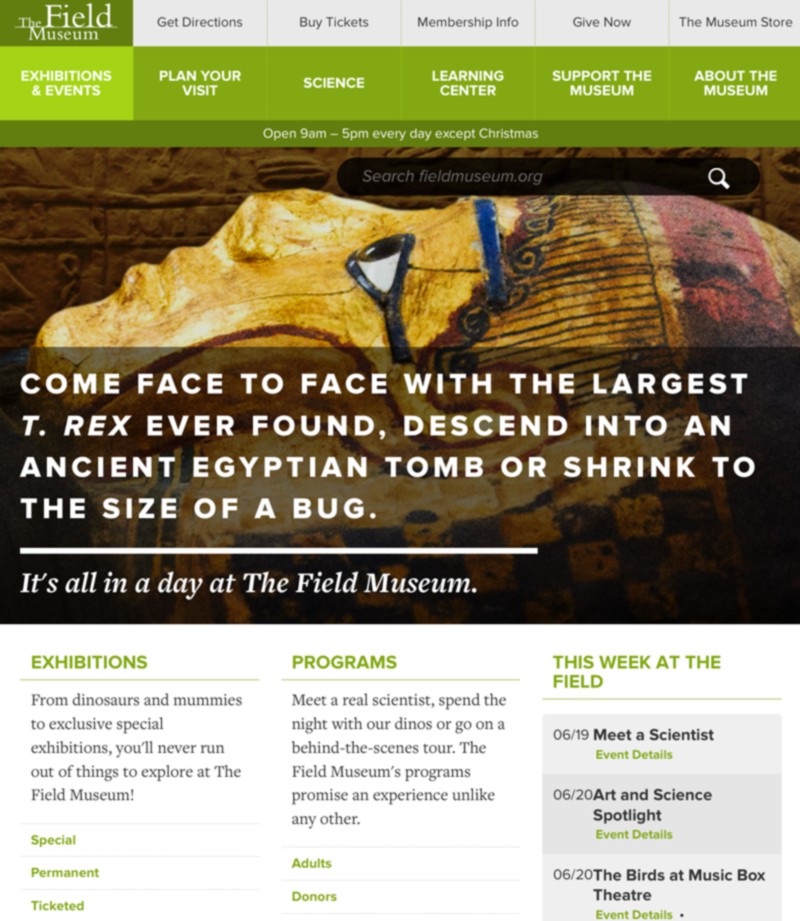 The Field
Museum
Get Directions
Buy Tickets
Membership Info
Give Now
The Museum Store
EXHIBITIONS
& EVENTS
PLAN YOUR
VISIT
SCIENCE
LEARNING
CENTER
SUPPORT THE
MUSEUM
ABOUT THE
MUSEUM
Open 9am – 5pm every day except Christmas
Search fieldmuseum.org
COME FACE TO FACE WITH THE LARGEST
T. REX EVER FOUND, DESCEND INTO AN
ANCIENT EGYPTIAN TOMB OR SHRINK TO
THE SIZE OF A BUG.
It's all in a day at The Field Museum.
EXHIBITIONS
From dinosaurs and mummies
to exclusive special
exhibitions, you'll never run
out of things to explore at The
Field Museum!
Special
Permanent
Ticketed
PROGRAMS
Meet a real scientist, spend the
night with our dinos or go on a
behind-the-scenes tour. The
Field Museum's programs
promise an experience unlike
any other.
Adults
Donors
THIS WEEK AT THE
FIELD
06/19 Meet a Scientist
Event Details
06/20 Art and Science
Spotlight
Event Details
06/20 The Birds at Music Box
Theatre
Event Details •